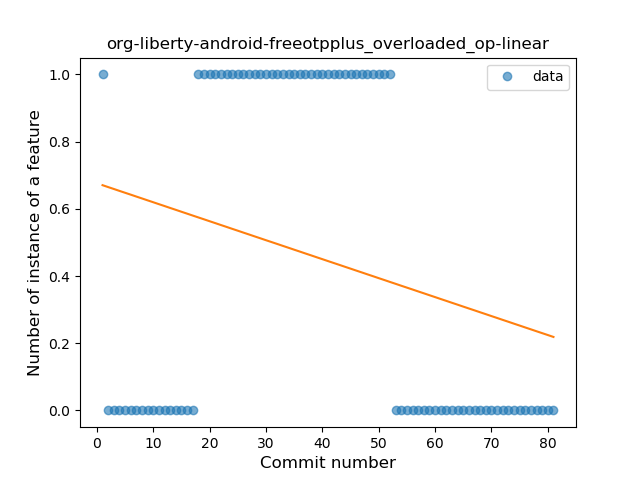 org-liberty-android-freeotpplus_overloaded_op-linear
data
Number of instance of a feature
1.0
0.8
0.6
0.4
0.2
0.0
0 10 20 30 40 50 60 70 80
Commit number